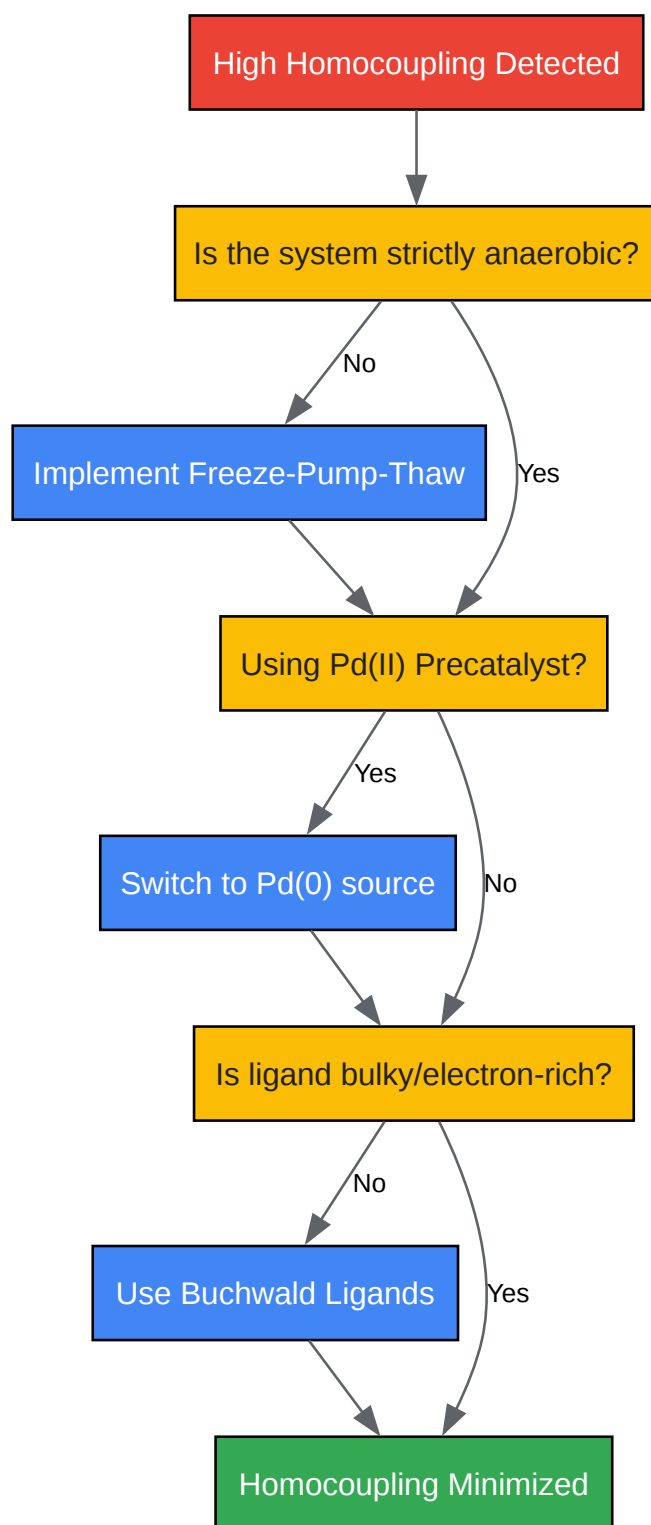 High Homocoupling Detected
Is the system strictly anaerobic?
No
Implement Freeze-Pump-Thaw
Yes
Using Pd(II) Precatalyst?
Yes
Switch to Pd(0) source
No
Is ligand bulky/electron-rich?
No
Use Buchwald Ligands
Yes
Homocoupling Minimized